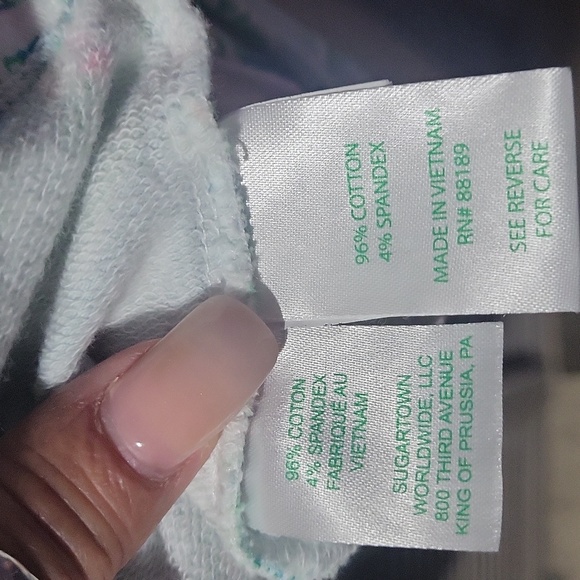 96% COTTON
4% SPANDEX
MADE IN VIETNAM
RN# 88189
SEE REVERSE
FOR CARE
96% COTON
4% SPANDEX
FABRIQUÉ AU
VIETNAM
SUGARTOWN
WORLDWIDE, LLC
800 THIRD AVENUE
KING OF PRUSSIA, PA